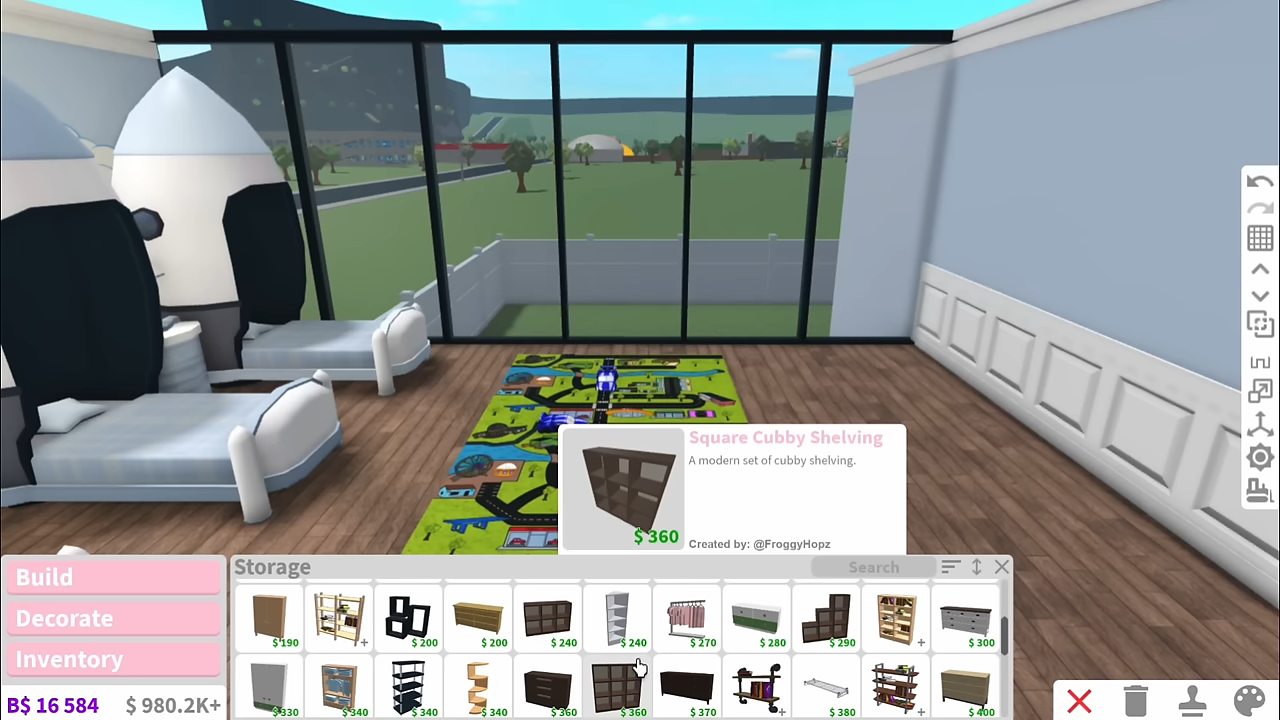 Square Cubby Shelving
A modern set of cubby shelving.
$ 360
Created by: @FroggyHopz
Build
Decorate
Inventory
B$ 16 584
$ 980.2K+
Storage
Search
$190
$ 200
$ 200
$ 240
$ 240
$ 270
$ 280
$ 290
$ 300
$330
$340
$ 340
$ 340
$360
$ 360
$ 370
$ 380
$ 400